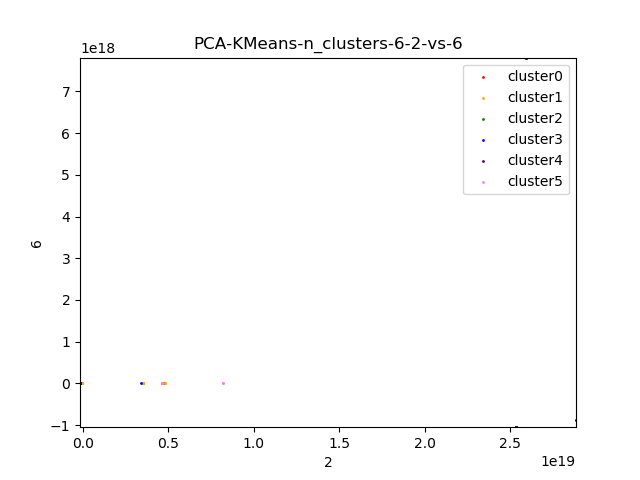 PCA-KMeans-n_clusters-6-2-vs-6
1e18
7
6
5
4
3
2
1
0
−1
6
cluster0
cluster1
cluster2
cluster3
cluster4
cluster5
0.0 0.5 1.0 1.5 2.0 2.5
2
1e19